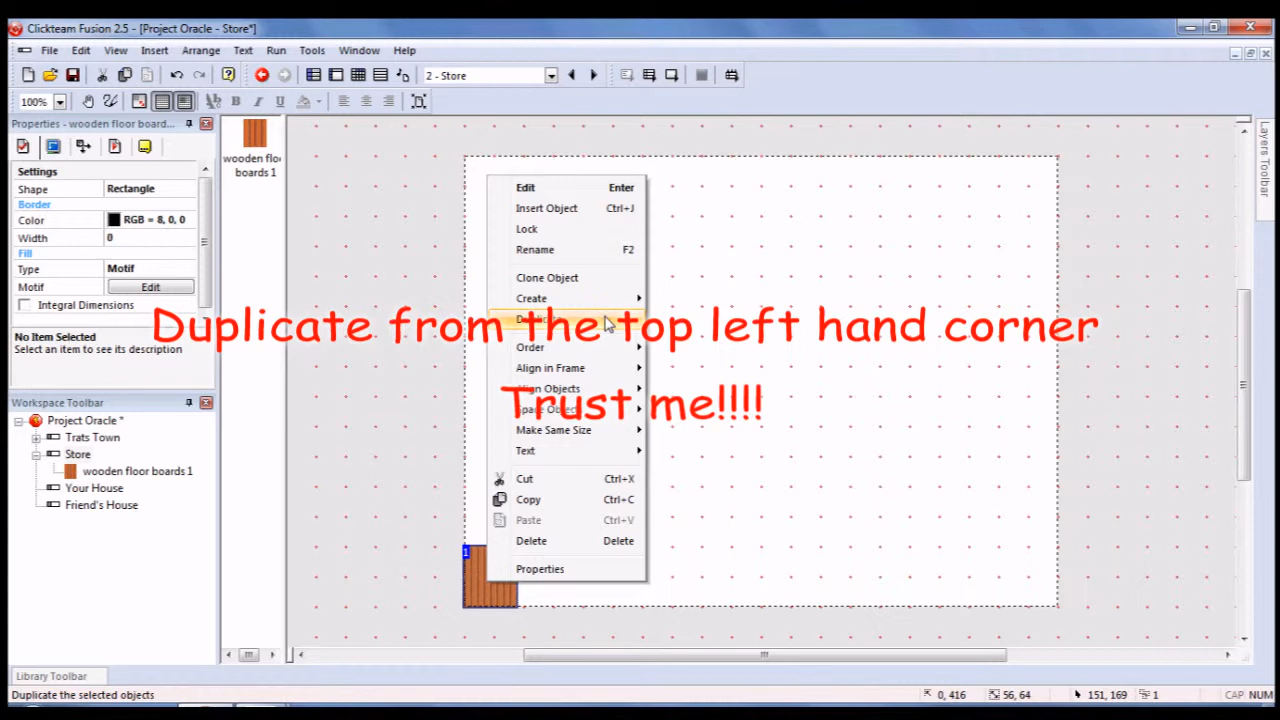 Clickteam Fusion 2.5 - [Project Oracle - Store*]
File Edit View Insert Arrange Text Run Tools Window Help
2 - Store
100%
B I U
Properties - wooden floor board...
Settings
Shape Rectangle
Border
Color RGB = 8, 0, 0
Width 0
Fill
Type Motif
Motif Edit
Integral Dimensions
No Item Selected
Select an item to see its description
Workspace Toolbar
Project Oracle *
Trats Town
Store
wooden floor boards 1
Your House
Friend's House
Library Toolbar
wooden floo
boards 1
Edit Enter
Insert Object Ctrl+J
Lock
Rename F2
Clone Object
Create
Duplicate from the top left hand corner
Order
Align in Frame
Align Objects
Trust me!!!!
Make Same Size
Text
Cut Ctrl+X
Copy Ctrl+C
Paste Ctrl+V
Delete Delete
Properties
1
Layers Toolbar
Duplicate the selected objects
0, 416
56, 64
151, 169
1
CAP NUM